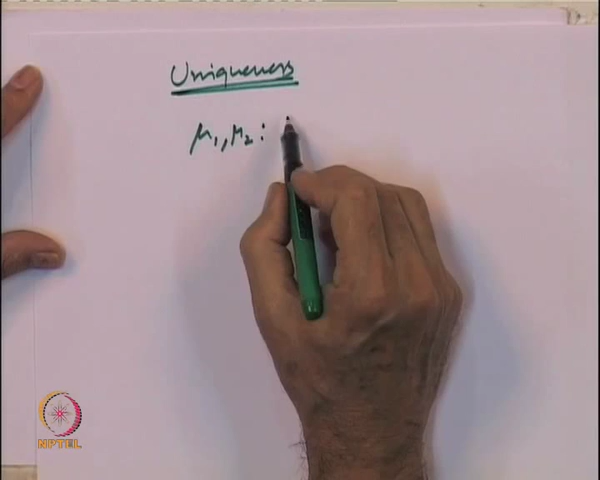 Uniqueness
μ₁, μ₂ :
NPTEL